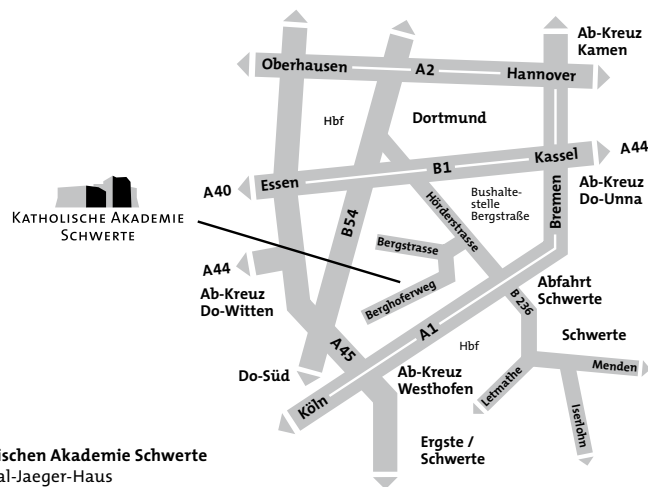 Ab-Kreuz
Kamen
Oberhausen
A2
Hannover
Hbf
Dortmund
A44
Kassel
B1
Essen
A40
Ab-Kreuz
Do-Unna
Bushalte-
stelle
Bergstraße
Bremen
Hörderstrasse
B54
KATHOLISCHE AKADEMIE
SCHWERTE
Bergstrasse
A44
Ab-Kreuz
Do-Witten
Berghoferweg
Abfahrt
Schwerte
B 236
A1
Schwerte
Hbf
A45
Menden
Do-Süd
Ab-Kreuz
Westhofen
Letmathe
Köln
Iserlohn
Ergste /
Schwerte
ischen Akademie Schwerte
al-Jaeger-Haus